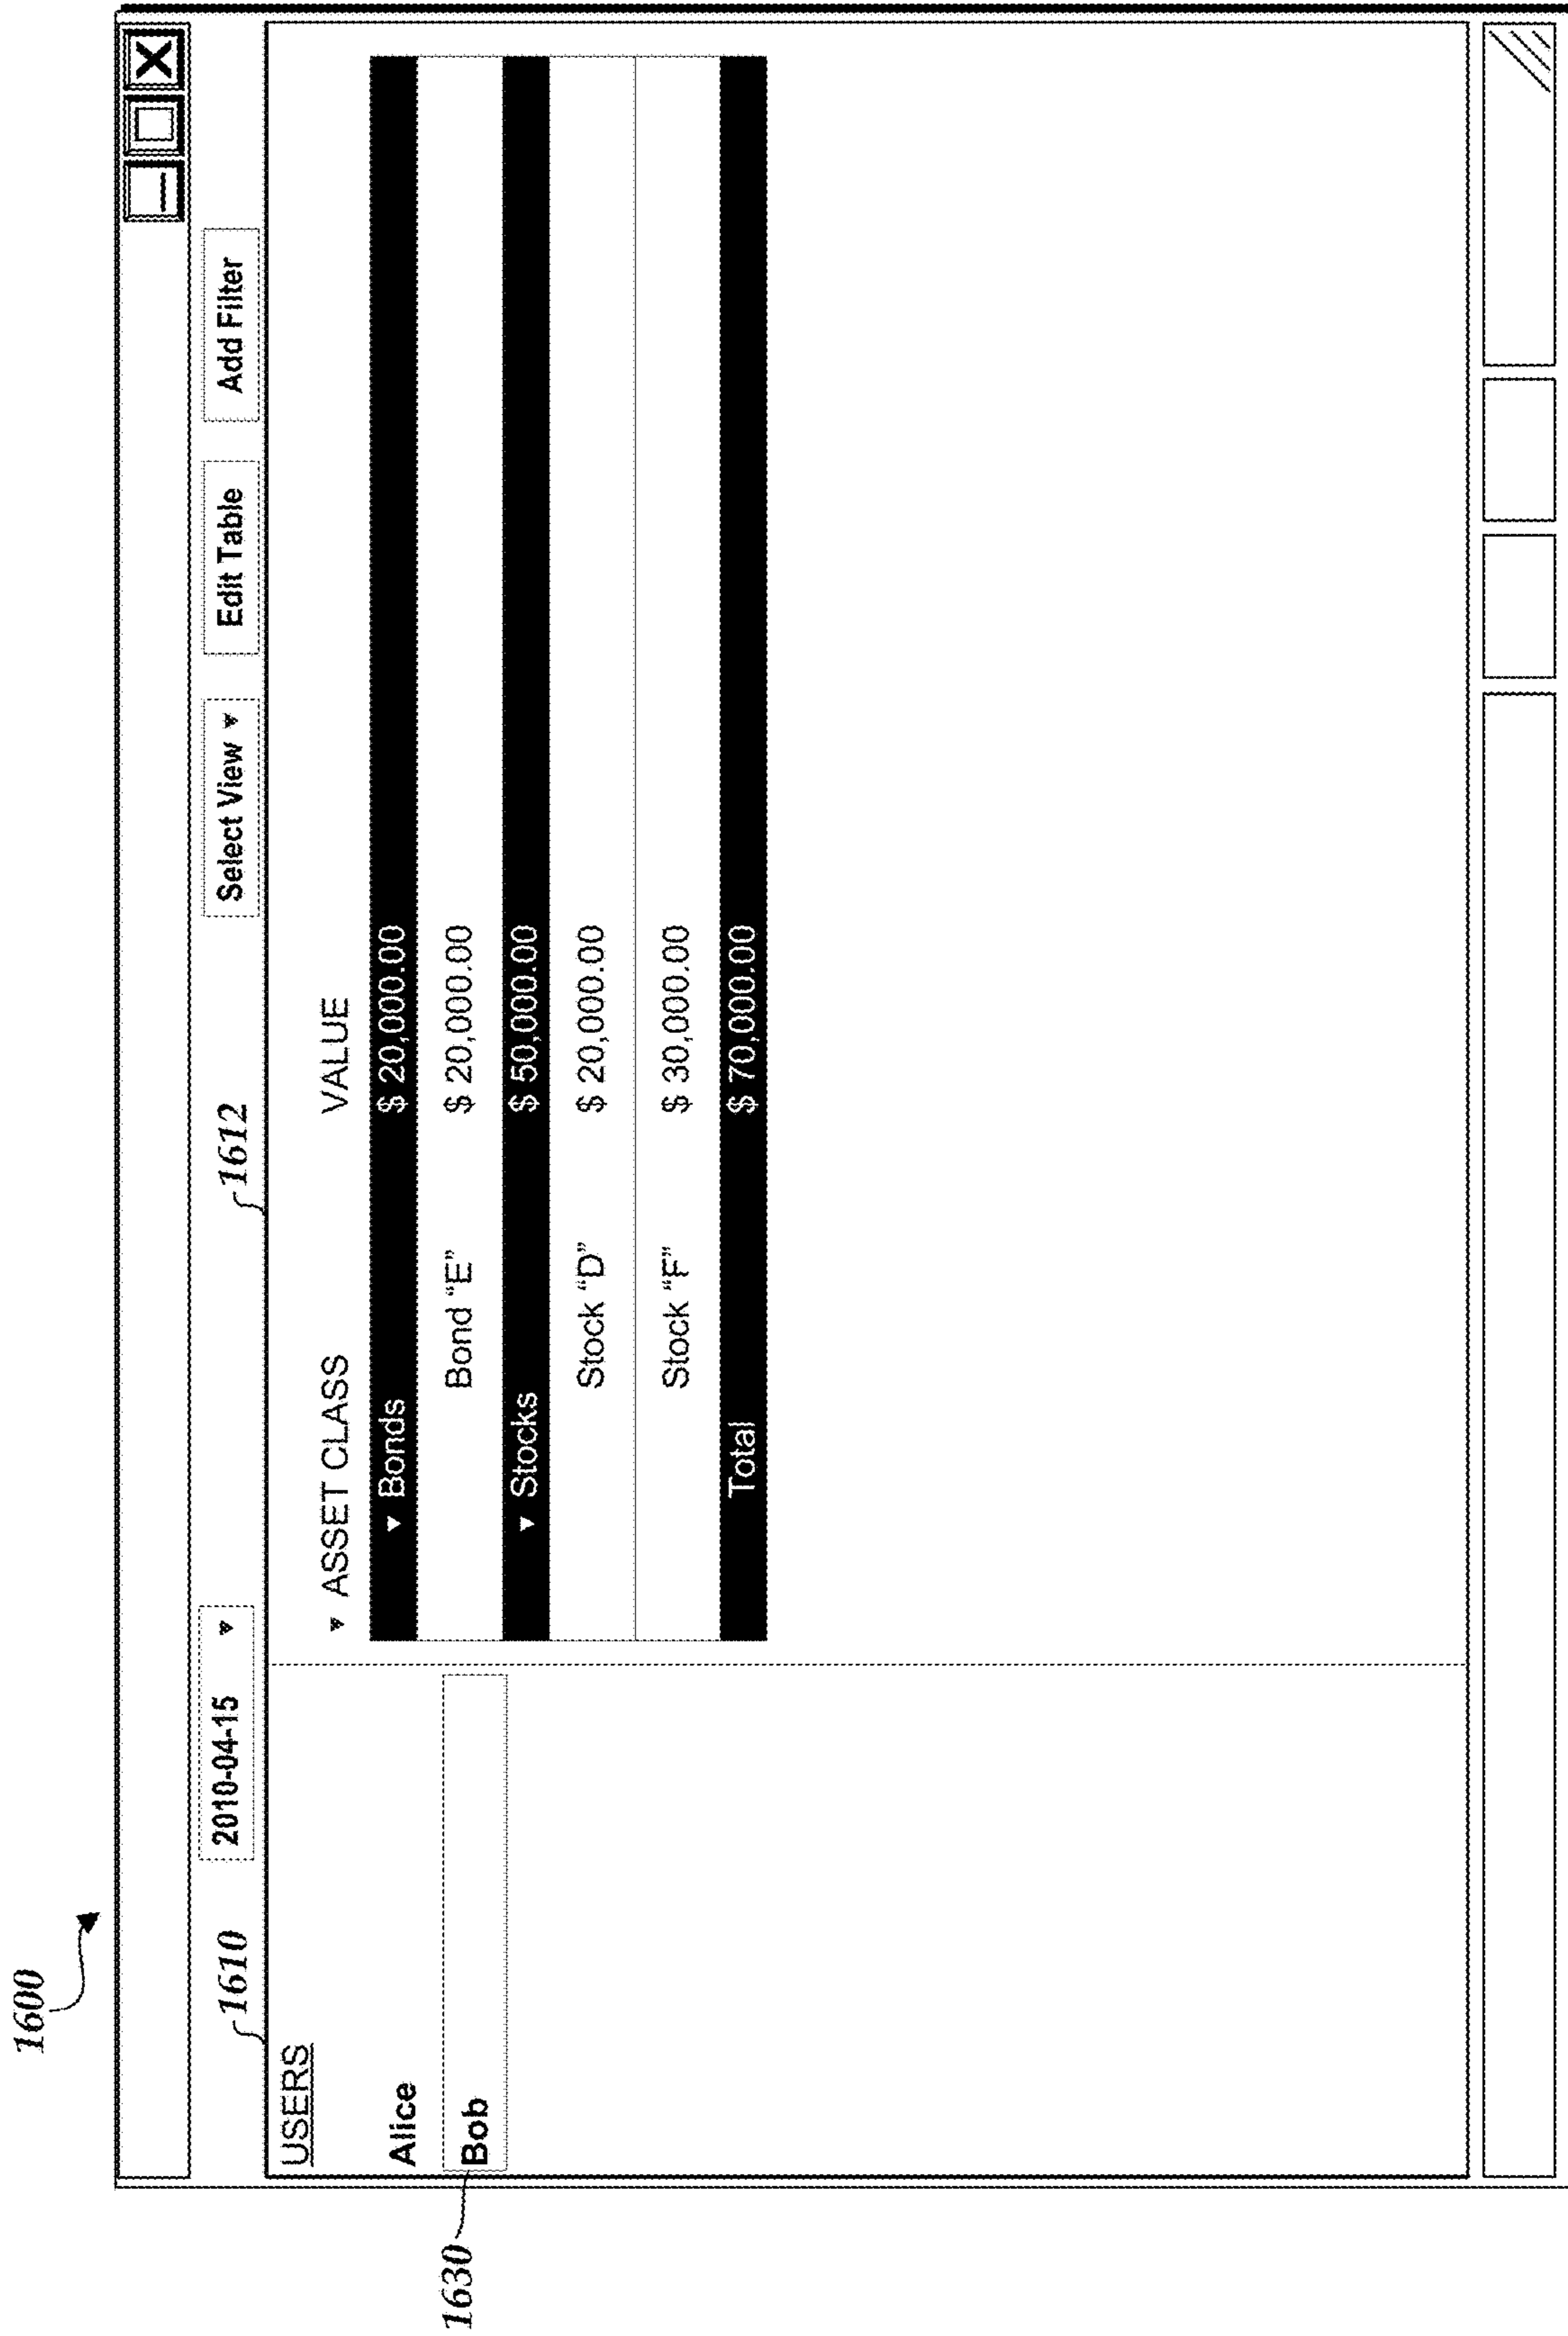 1600
1610
2010-04-15 ▼
1612
Select View ▼
Edit Table
Add Filter
USERS
Alice
Bob
1630
▼ ASSET CLASS VALUE
▼ Bonds $ 20,000.00
Bond “E” $ 20,000.00
▼ Stocks $ 50,000.00
Stock “D” $ 20,000.00
Stock “F” $ 30,000.00
Total $ 70,000.00